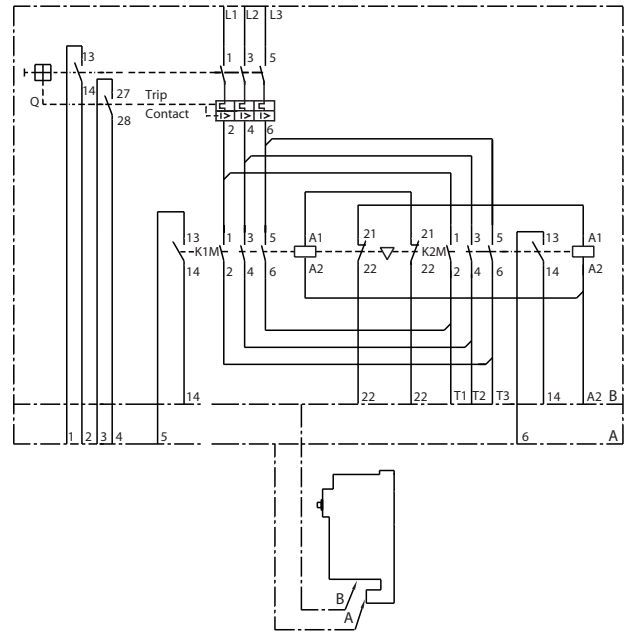 L1 L2 L3
13 1 3 5
14 27 Trip
Q 28 Contact
I> I> I>
2 4 6
13 1 3 5 A1 21 21 1 3 5 13 A1
K1M K2M
14 2 4 6 A2 22 22 2 4 6 14 A2
14 22 22 T1 T2 T3 14 A2 B
1 2 3 4 5 6 A
B
A